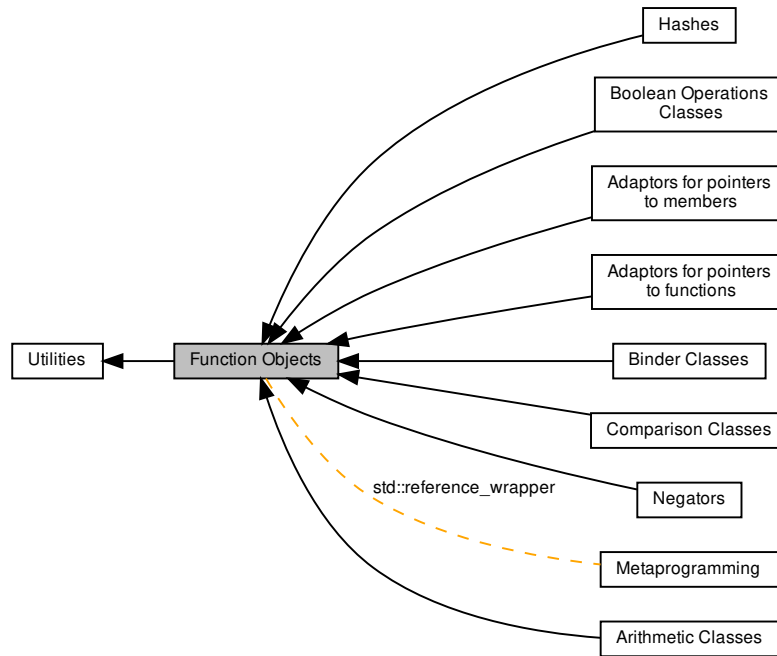 Hashes
Boolean Operations
Classes
Adaptors for pointers
to members
Adaptors for pointers
to functions
Utilities
Function Objects
Binder Classes
Comparison Classes
std::reference_wrapper
Negators
Metaprogramming
Arithmetic Classes